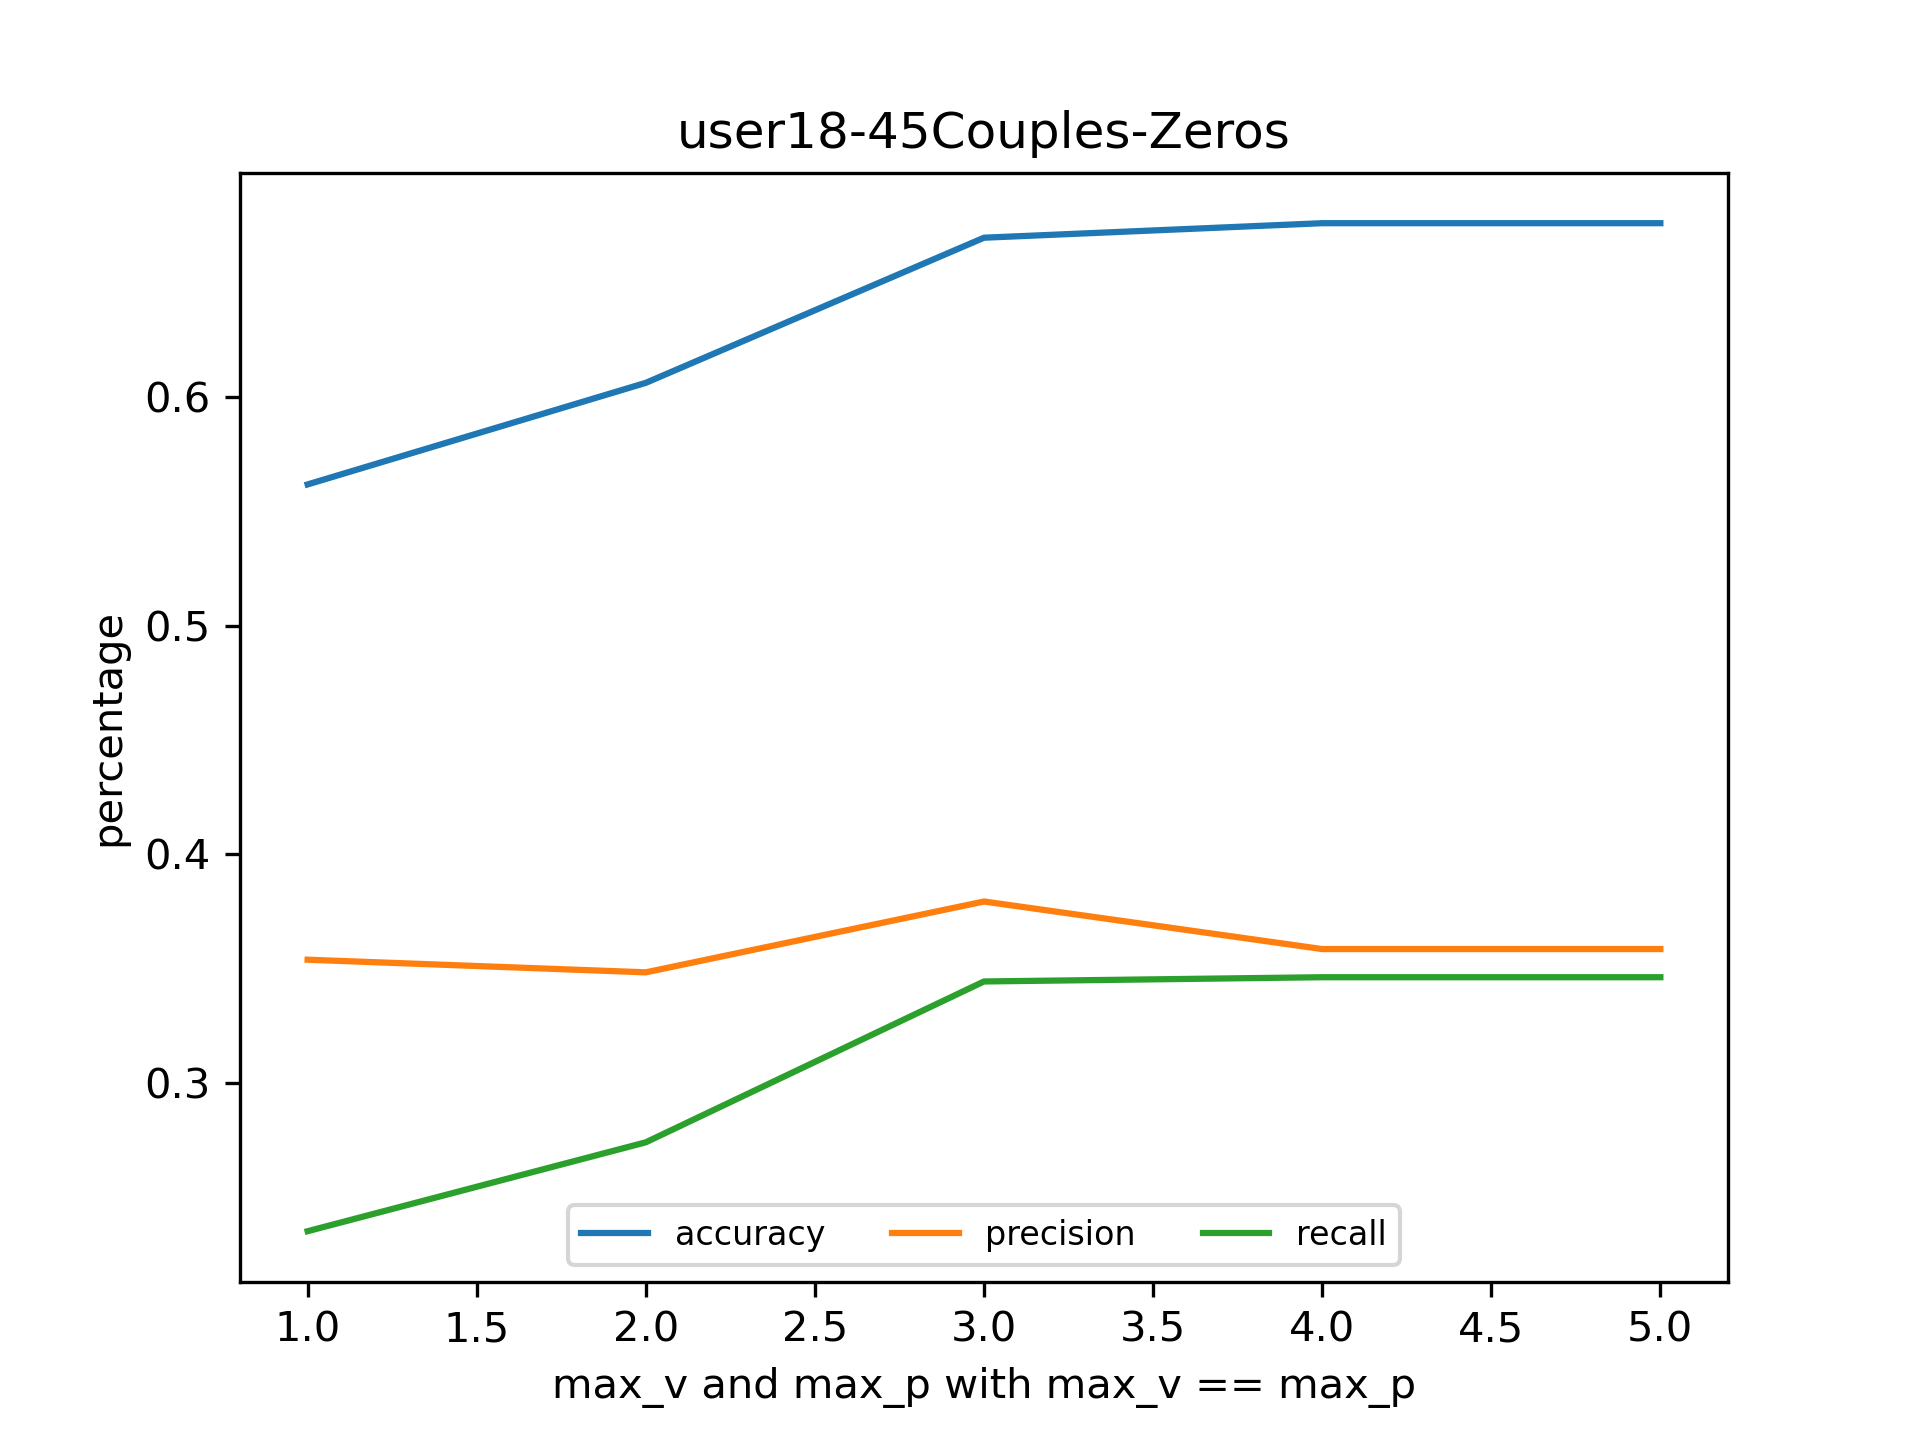 user18-45Couples-Zeros
percentage
0.6
0.5
0.4
0.3
accuracy precision recall
1.0 1.5 2.0 2.5 3.0 3.5 4.0 4.5 5.0
max_v and max_p with max_v == max_p